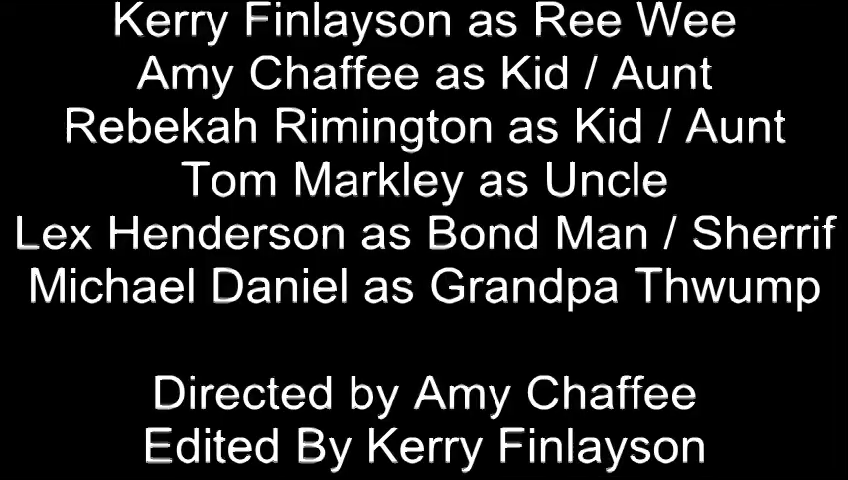 Kerry Finlayson as Ree Wee
Amy Chaffee as Kid / Aunt
Rebekah Rimington as Kid / Aunt
Tom Markley as Uncle
Lex Henderson as Bond Man / Sherrif
Michael Daniel as Grandpa Thwump
Directed by Amy Chaffee
Edited By Kerry Finlayson